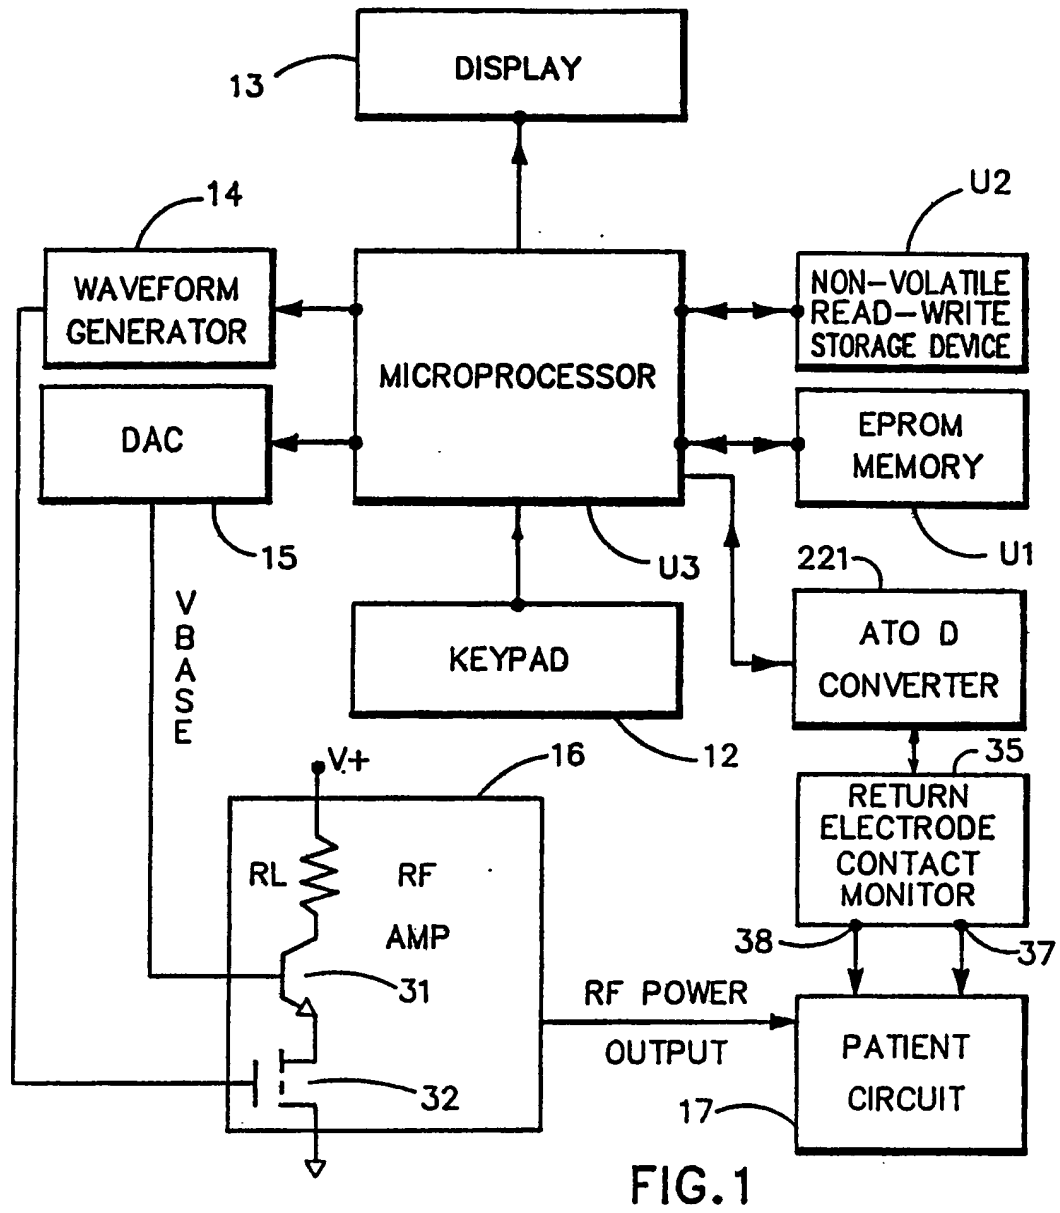 DISPLAY
13
14
U2
WAVEFORM
GENERATOR
NON-VOLATILE
READ-WRITE
STORAGE DEVICE
MICROPROCESSOR
DAC
EPROM
MEMORY
15
U3
U1
221
VBASE
KEYPAD
ATO D
CONVERTER
12
16
35
V+
RETURN
ELECTRODE
CONTACT
MONITOR
RL
RF
AMP
38
37
31
RF POWER
OUTPUT
32
PATIENT
CIRCUIT
17
FIG.1